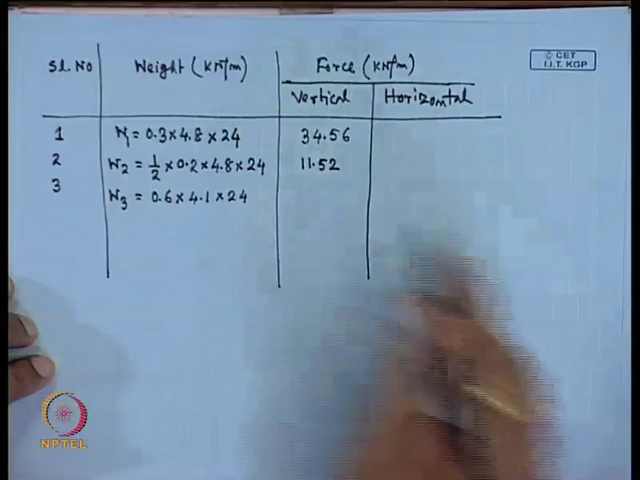 © CET
I.I.T. KGP
Sl. No Weight (kN/m) Force (kN/m)
Vertical Horizontal
1 W1 = 0.3 x 4.8 x 24 34.56
2 W2 = 1/2 x 0.2 x 4.8 x 24 11.52
3 W3 = 0.6 x 4.1 x 24
NPTEL